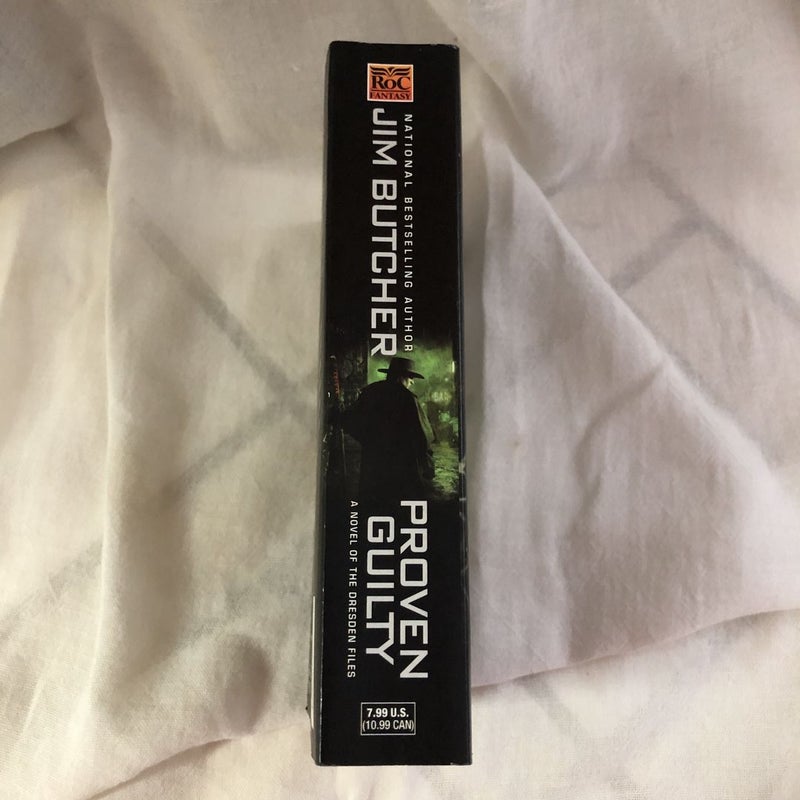 RoC
FANTASY
NATIONAL BESTSELLING AUTHOR
JIM BUTCHER
PROVEN
GUILTY
A NOVEL OF THE DRESDEN FILES
7.99 U.S.
(10.99 CAN)